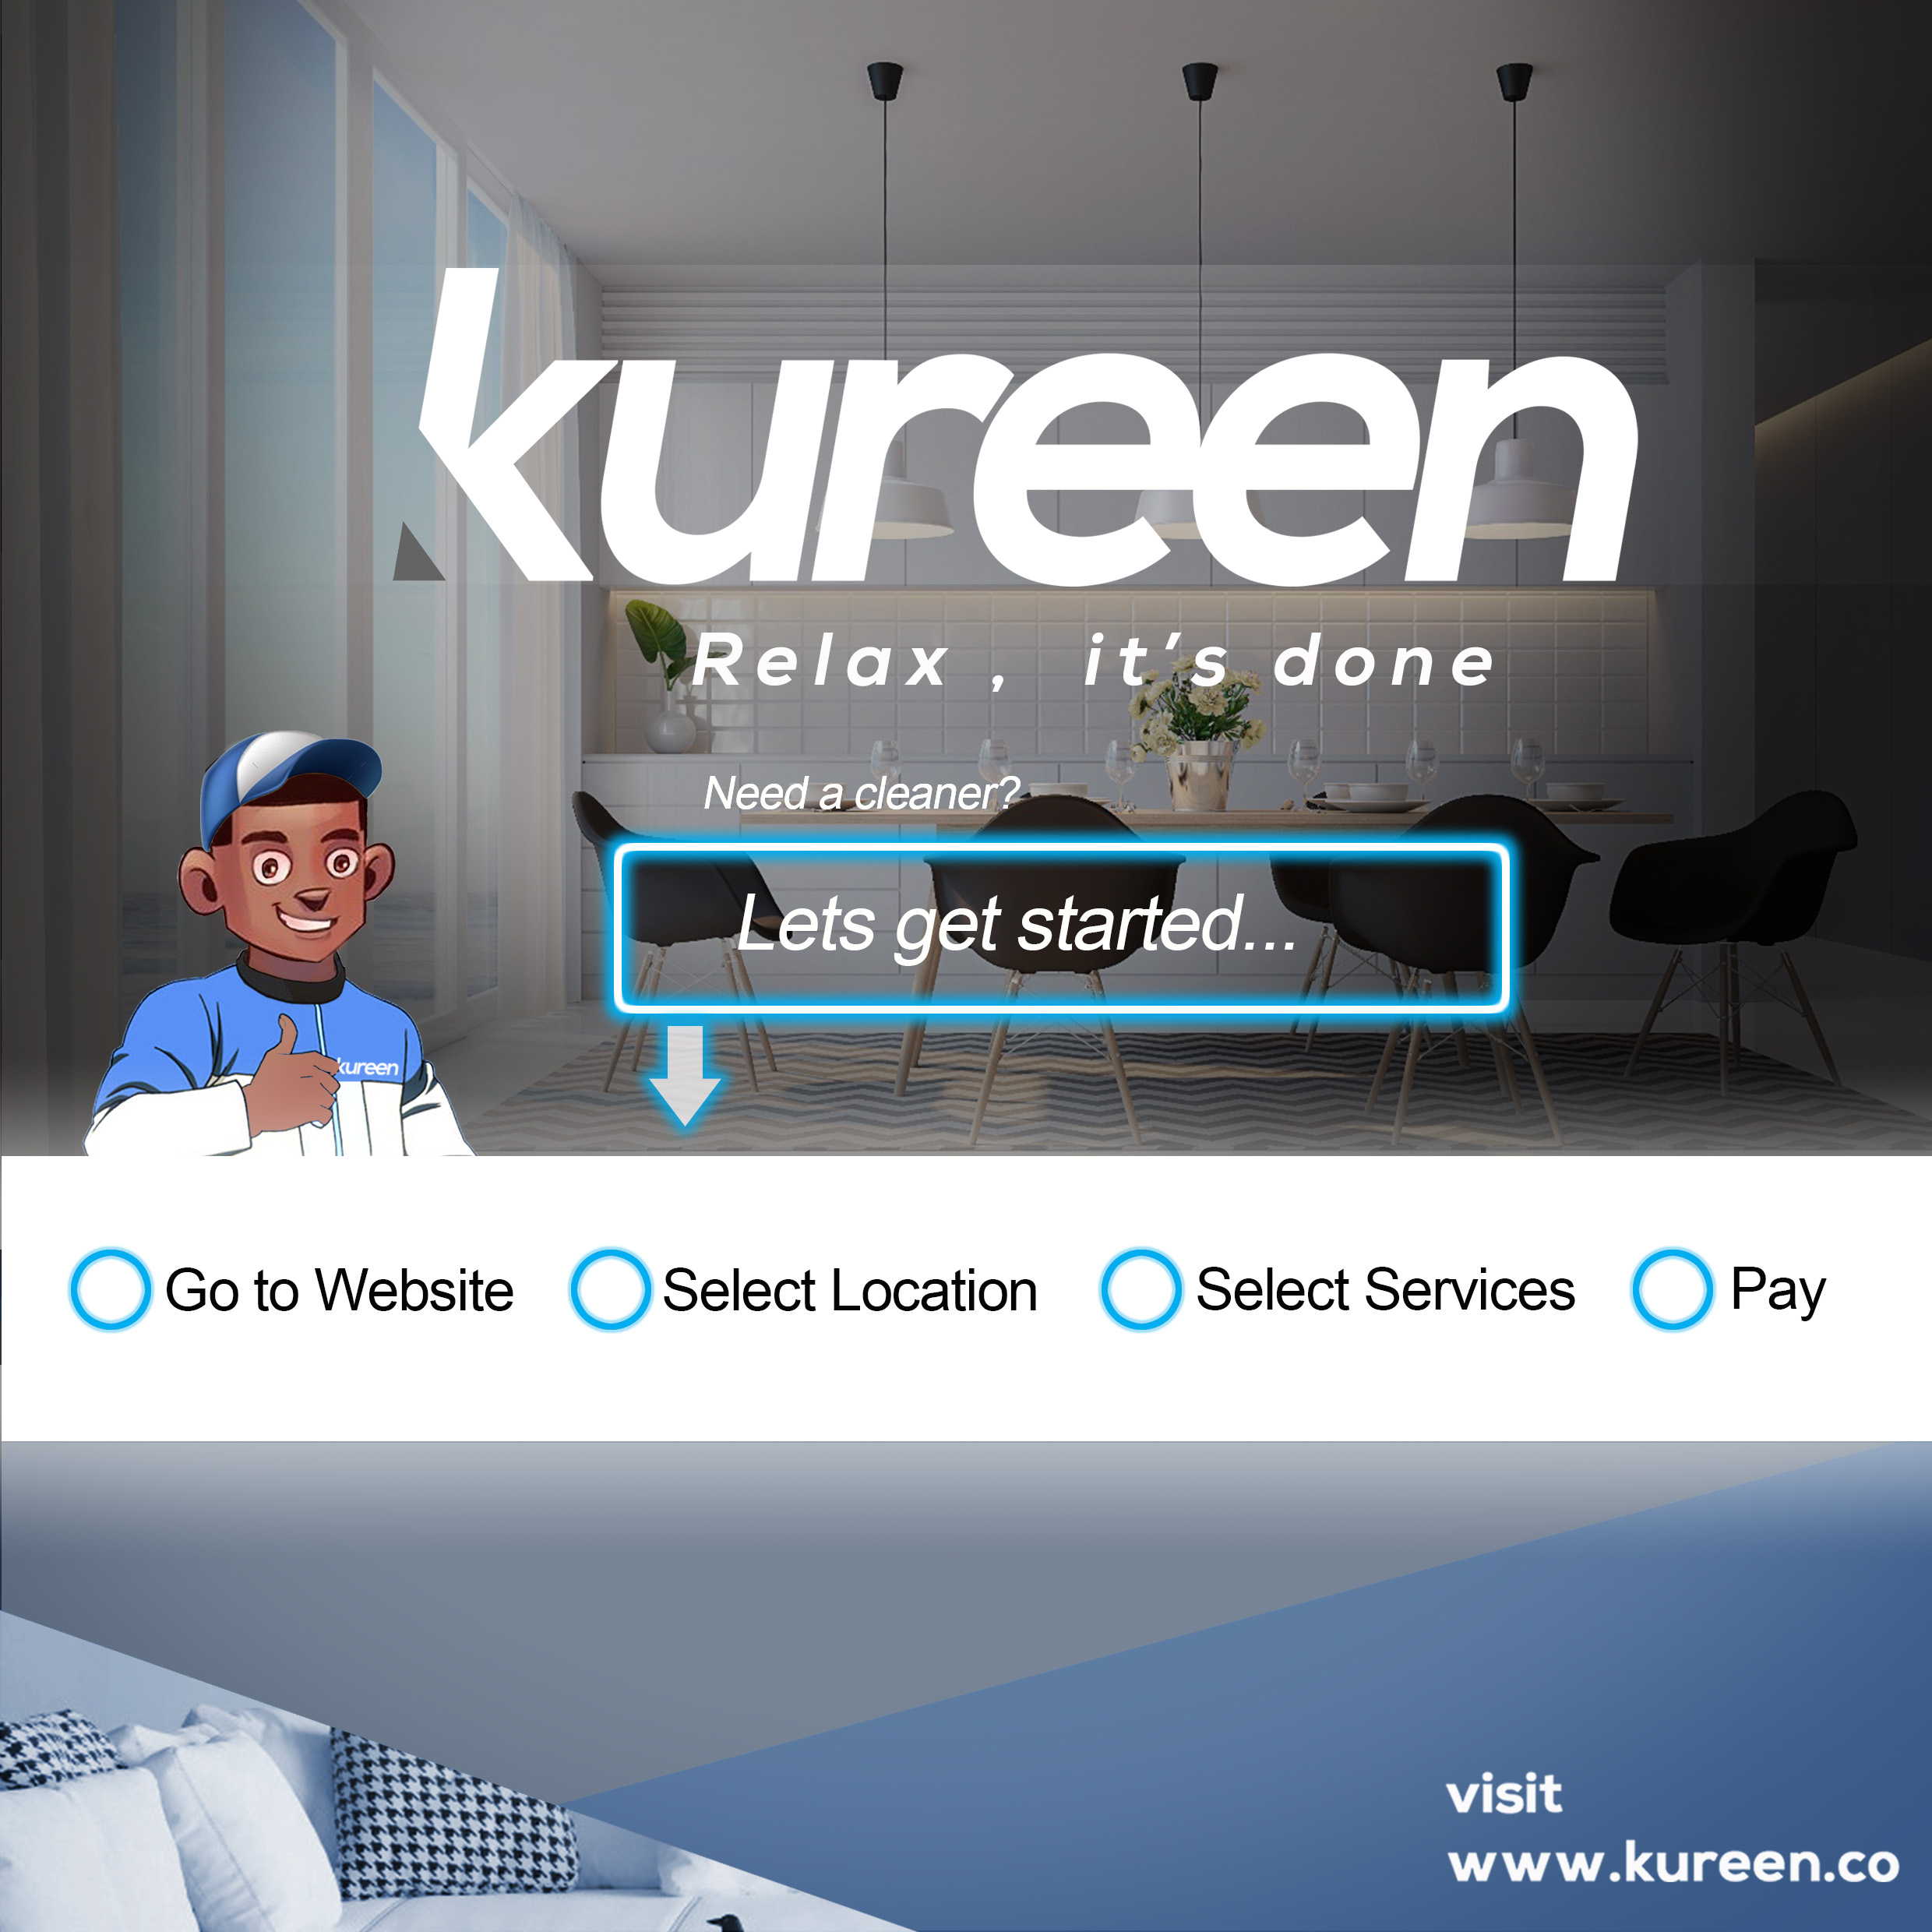 kureen
Relax , it's done
Need a cleaner?
Lets get started...
kureen
Go to Website Select Location Select Services Pay
visit
www.kureen.co